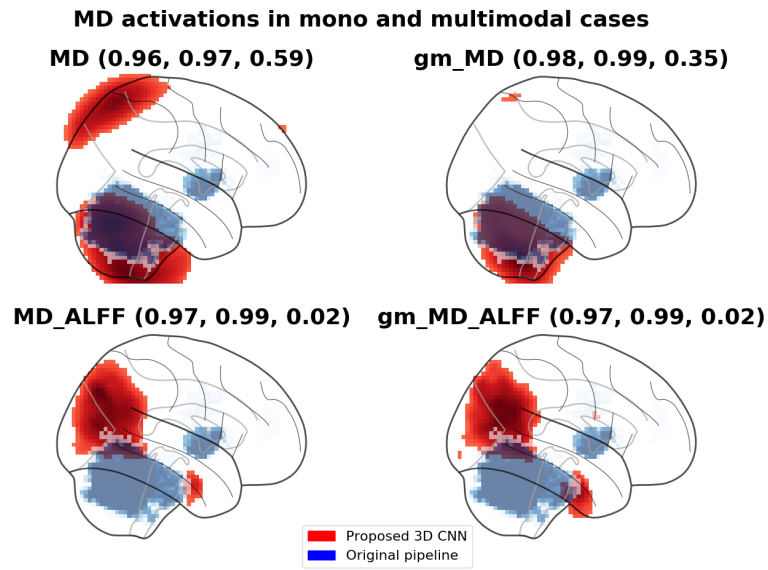 MD activations in mono and multimodal cases
MD (0.96, 0.97, 0.59)
gm_MD (0.98, 0.99, 0.35)
MD_ALFF (0.97, 0.99, 0.02)
gm_MD_ALFF (0.97, 0.99, 0.02)
Proposed 3D CNN
Original pipeline